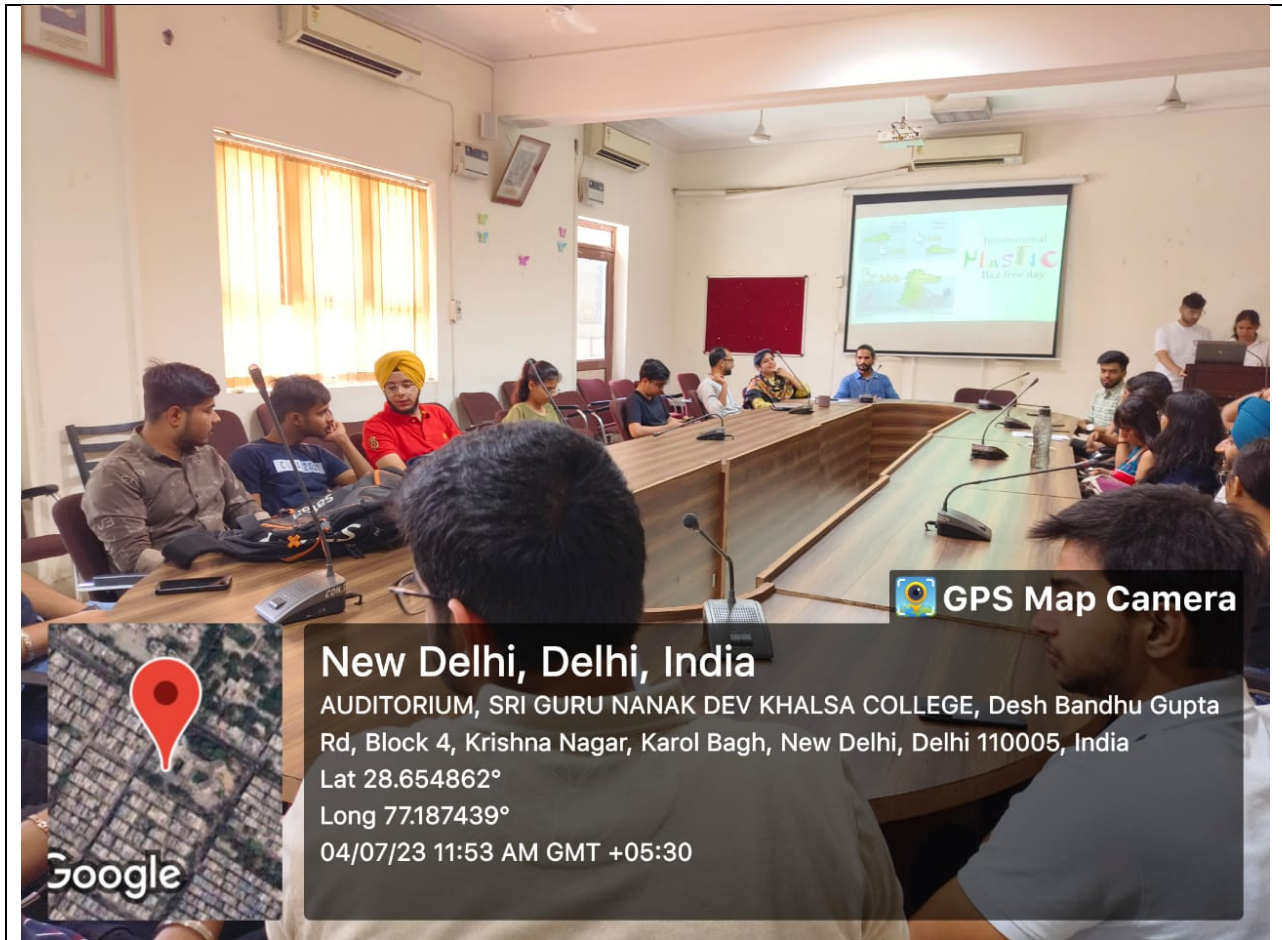 International
PlasTIC
Bag free day
GPS Map Camera
New Delhi, Delhi, India
AUDITORIUM, SRI GURU NANAK DEV KHALSA COLLEGE, Desh Bandhu Gupta
Rd, Block 4, Krishna Nagar, Karol Bagh, New Delhi, Delhi 110005, India
Lat 28.654862°
Long 77.187439°
04/07/23 11:53 AM GMT +05:30
Google